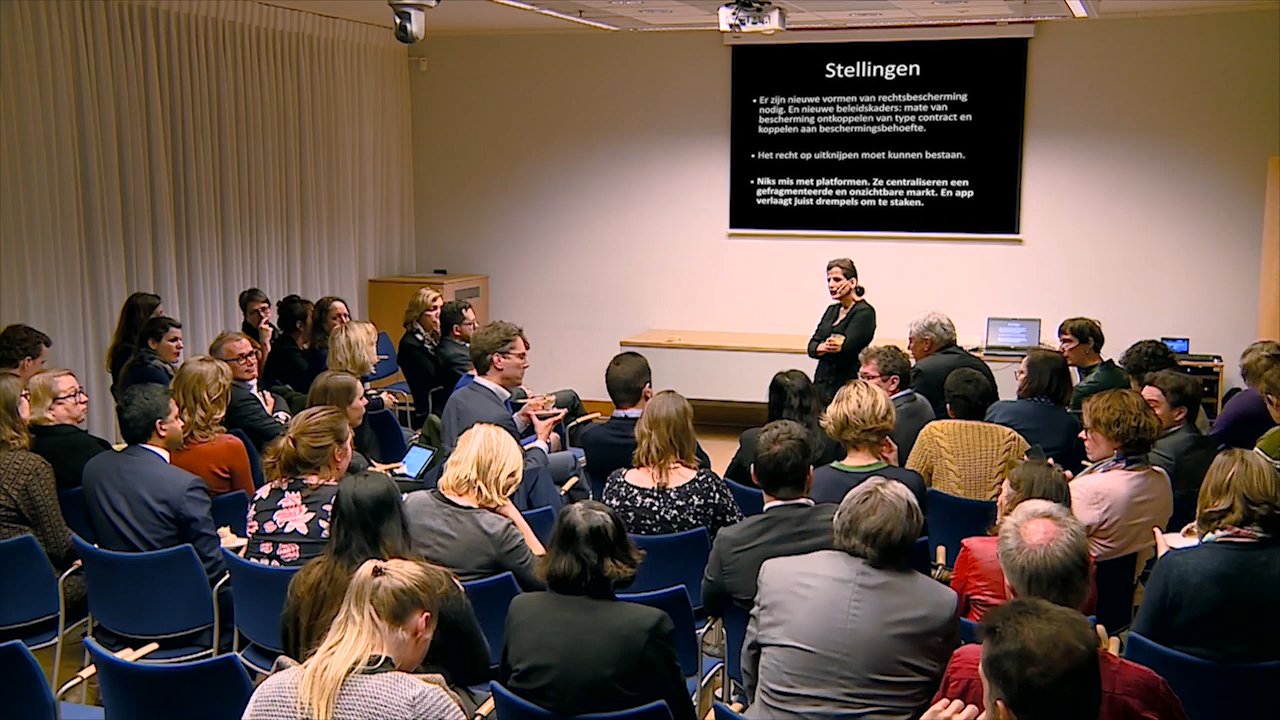 Stellingen
• Er zijn nieuwe vormen van rechtsbescherming
nodig. En nieuwe beleidskaders: mate van
bescherming ontkoppelen van type contract en
koppelen aan beschermingsbehoefte.
• Het recht op uitknijpen moet kunnen bestaan.
• Niks mis met platformen. Ze centraliseren een
gefragmenteerde en onzichtbare markt. En app
verlaagt juist drempels om te staken.